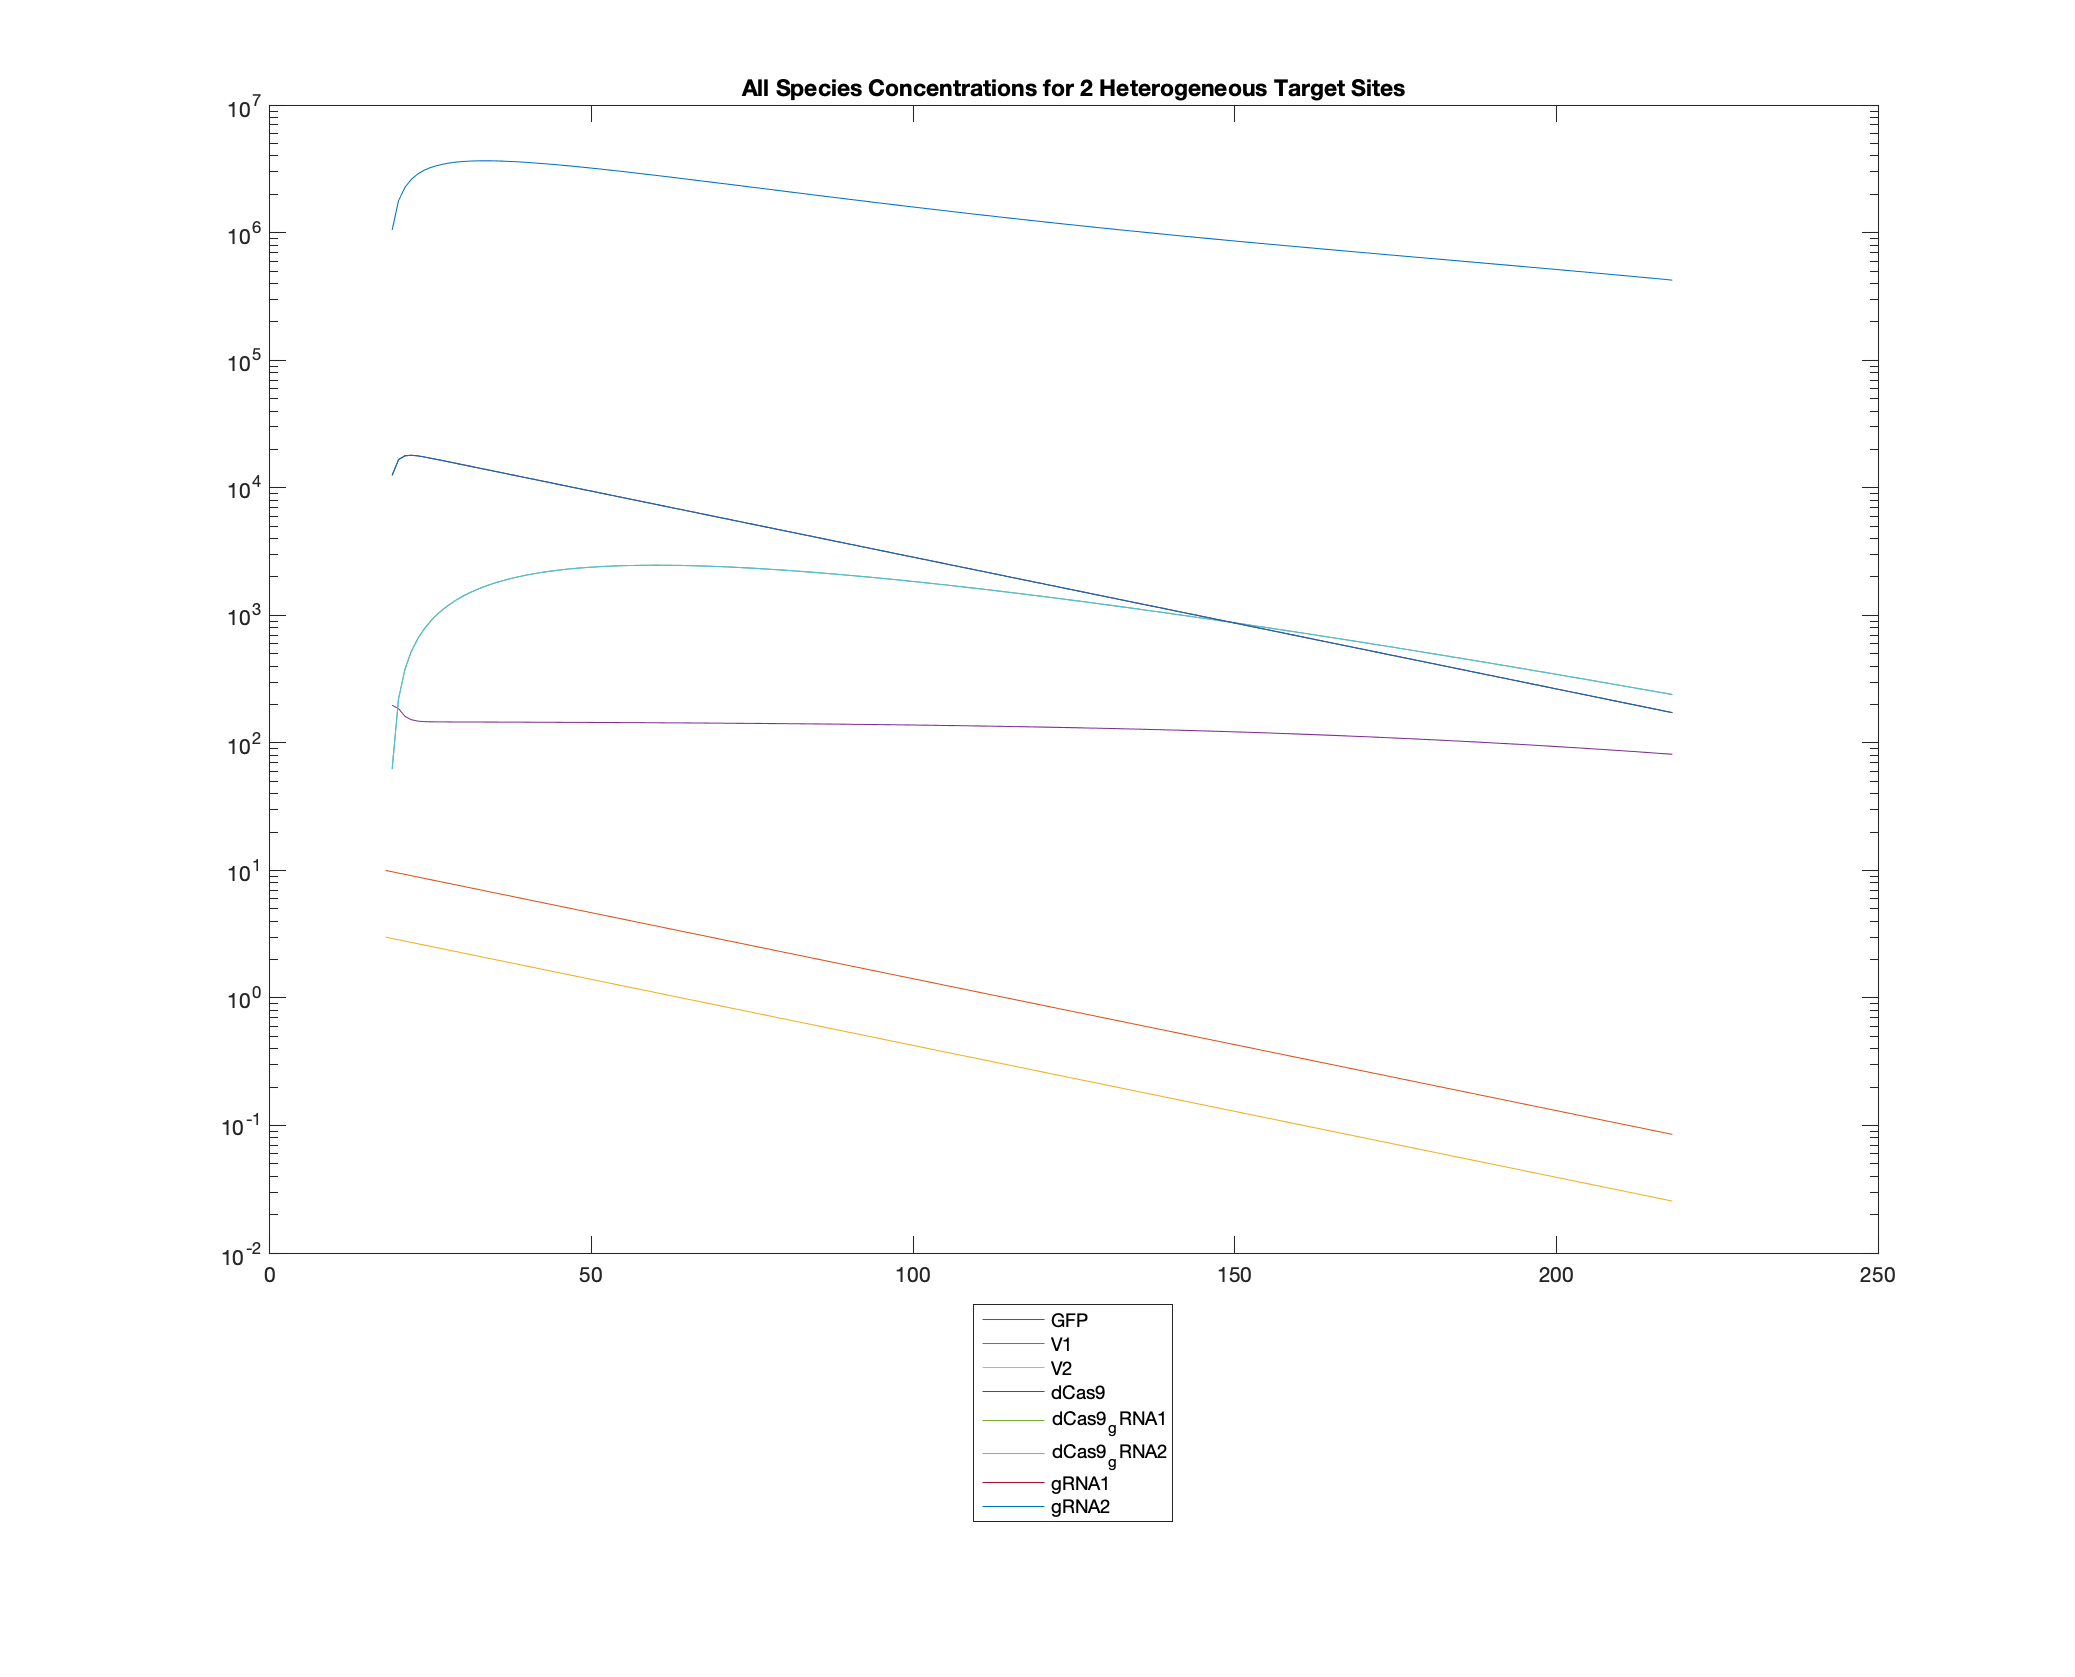 All Species Concentrations for 2 Heterogeneous Target Sites
10^7
10^6
10^5
10^4
10^3
10^2
10^1
10^0
10^-1
10^-2
0 50 100 150 200 250
GFP
V1
V2
dCas9
dCas9_gRNA1
dCas9_gRNA2
gRNA1
gRNA2